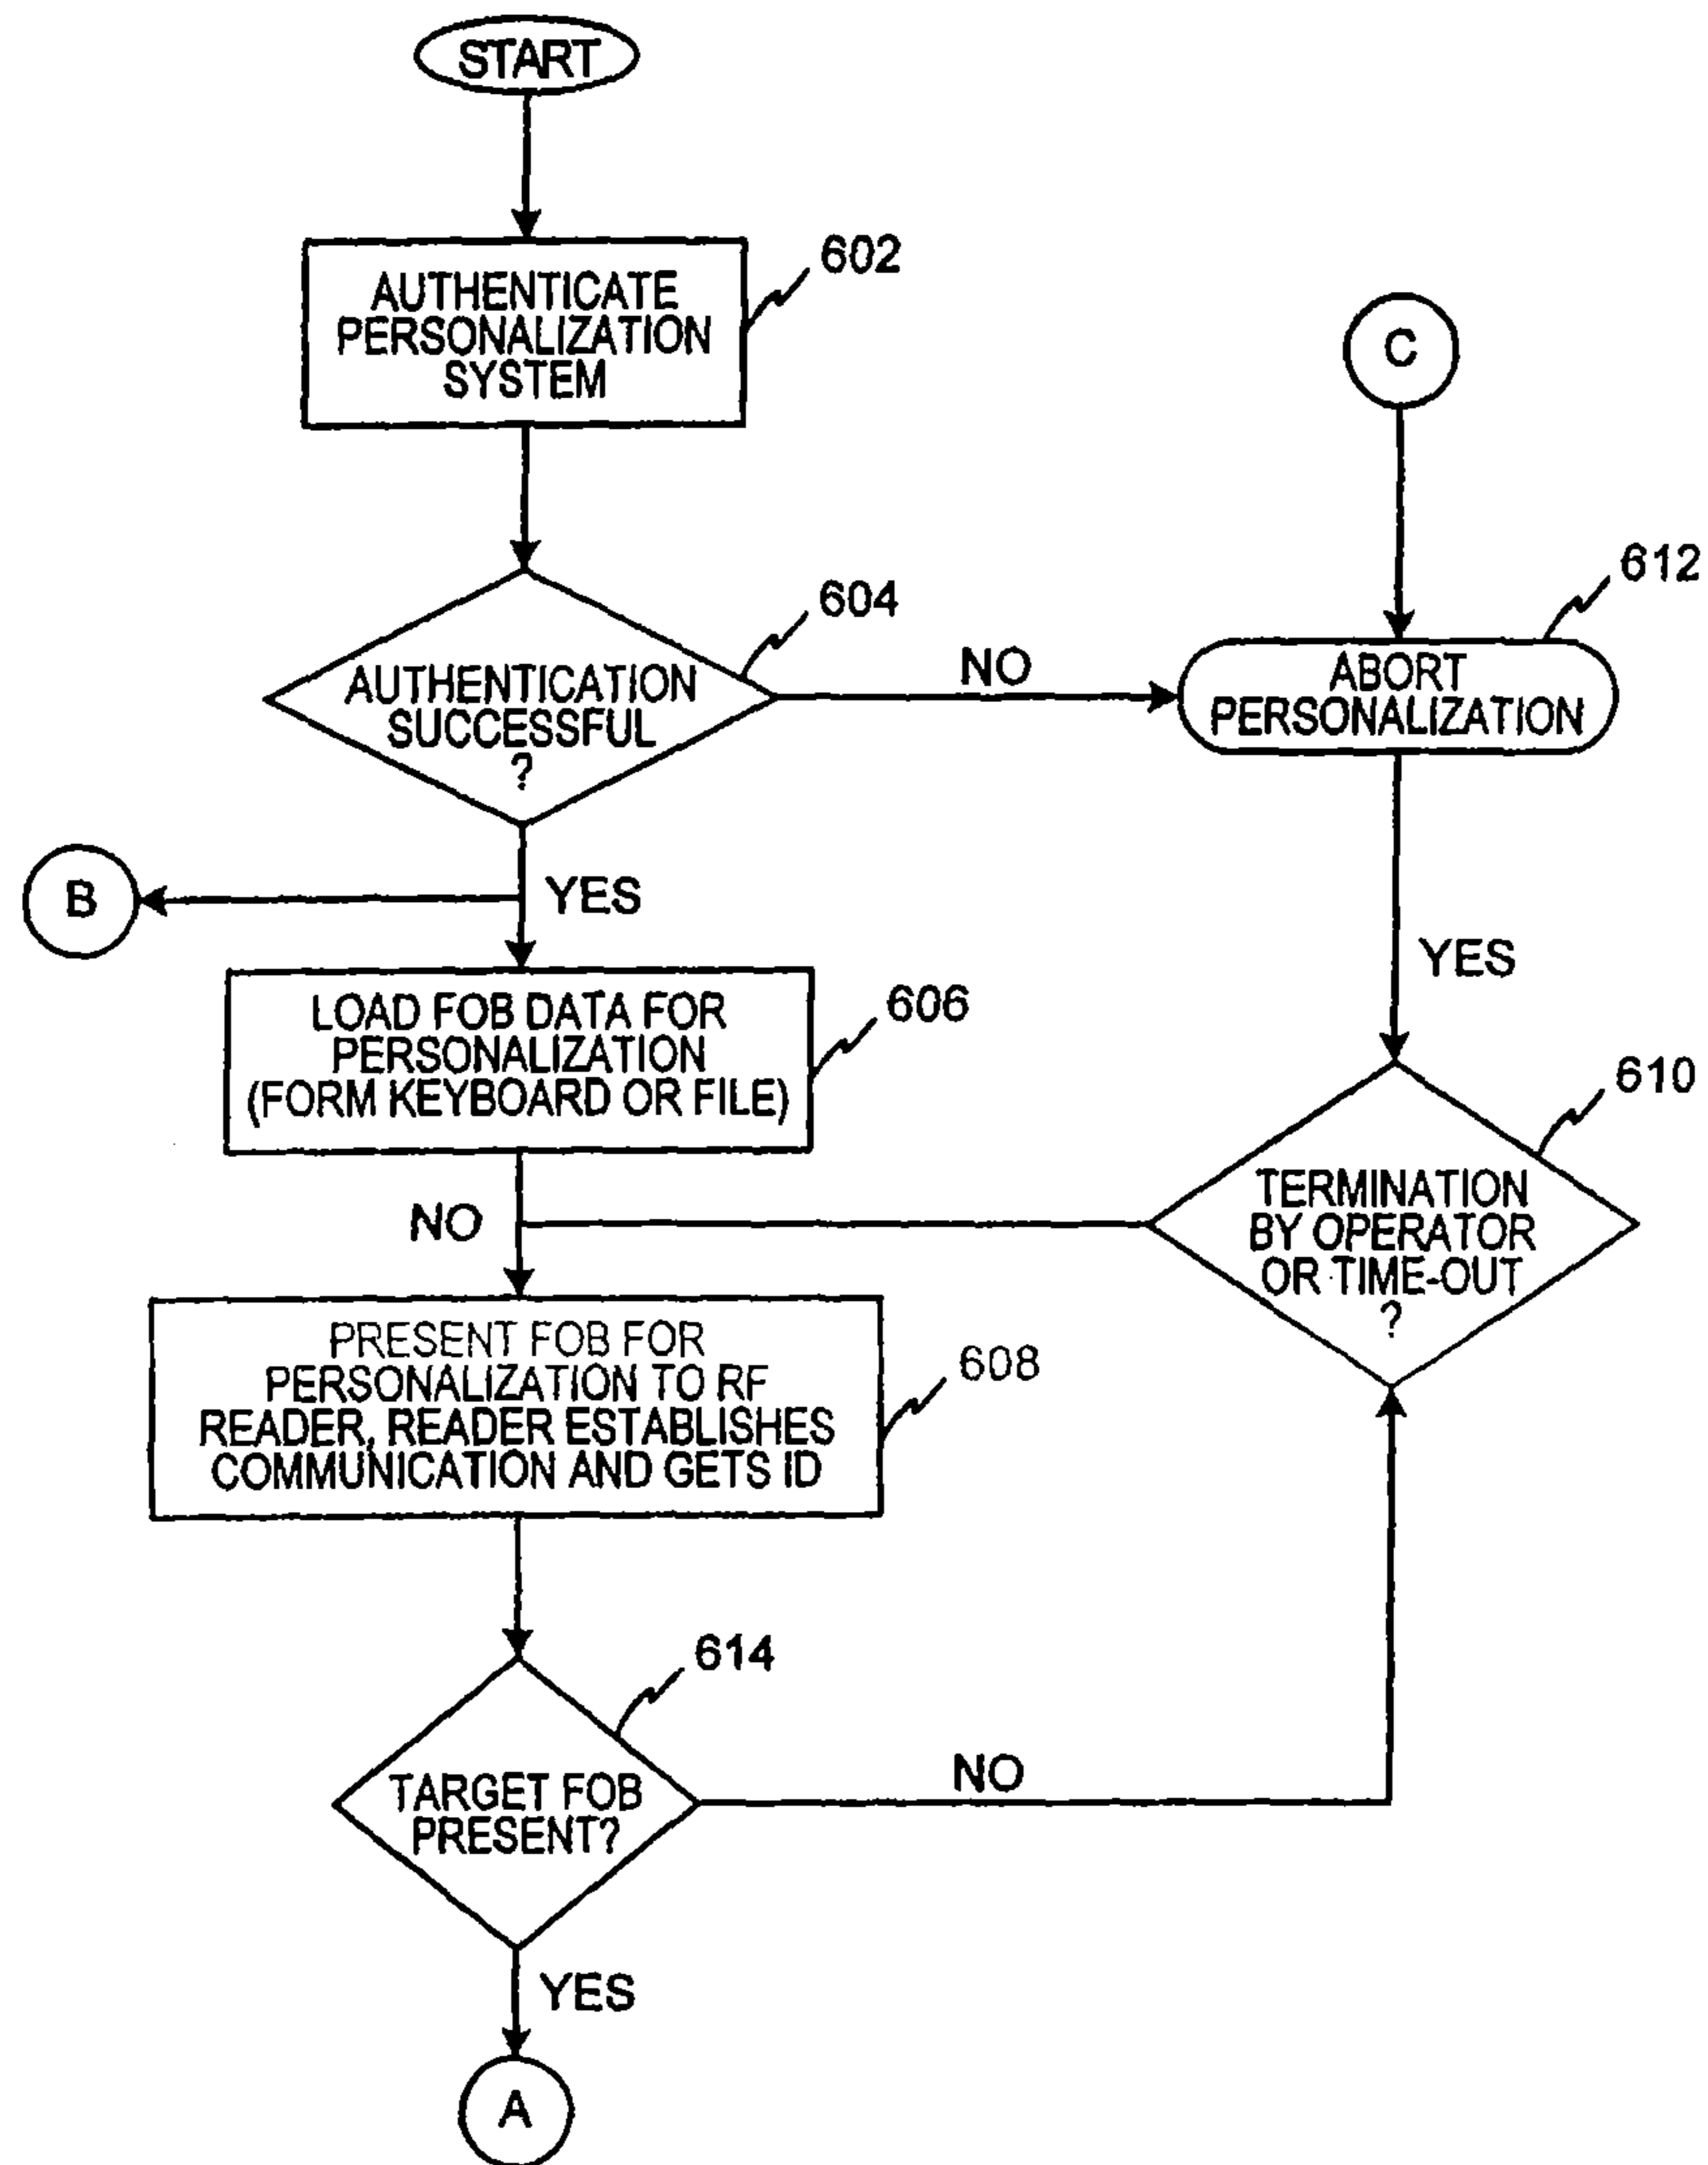 START
602
AUTHENTICATE
PERSONALIZATION
SYSTEM
C
604
612
AUTHENTICATION
SUCCESSFUL
?
NO
ABORT
PERSONALIZATION
B
YES
YES
606
LOAD FOB DATA FOR
PERSONALIZATION
(FORM KEYBOARD OR FILE)
610
NO
TERMINATION
BY OPERATOR
OR TIME-OUT
?
608
PRESENT FOB FOR
PERSONALIZATION TO RF
READER, READER ESTABLISHES
COMMUNICATION AND GETS ID
614
TARGET FOB
PRESENT?
NO
YES
A